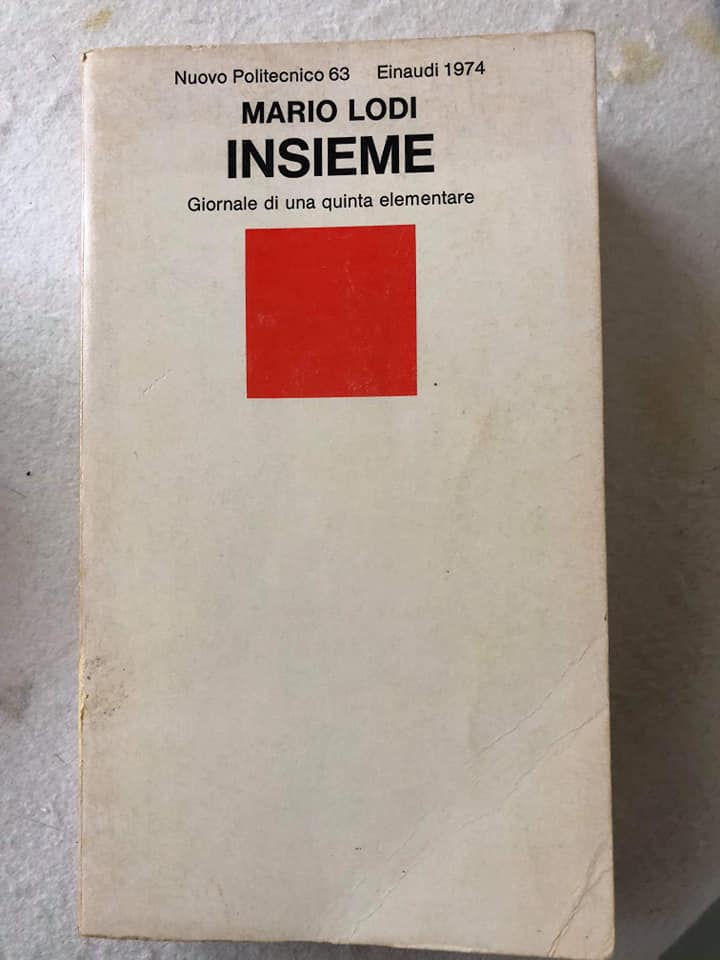 Nuovo Politecnico 63 Einaudi 1974
MARIO LODI
INSIEME
Giornale di una quinta elementare